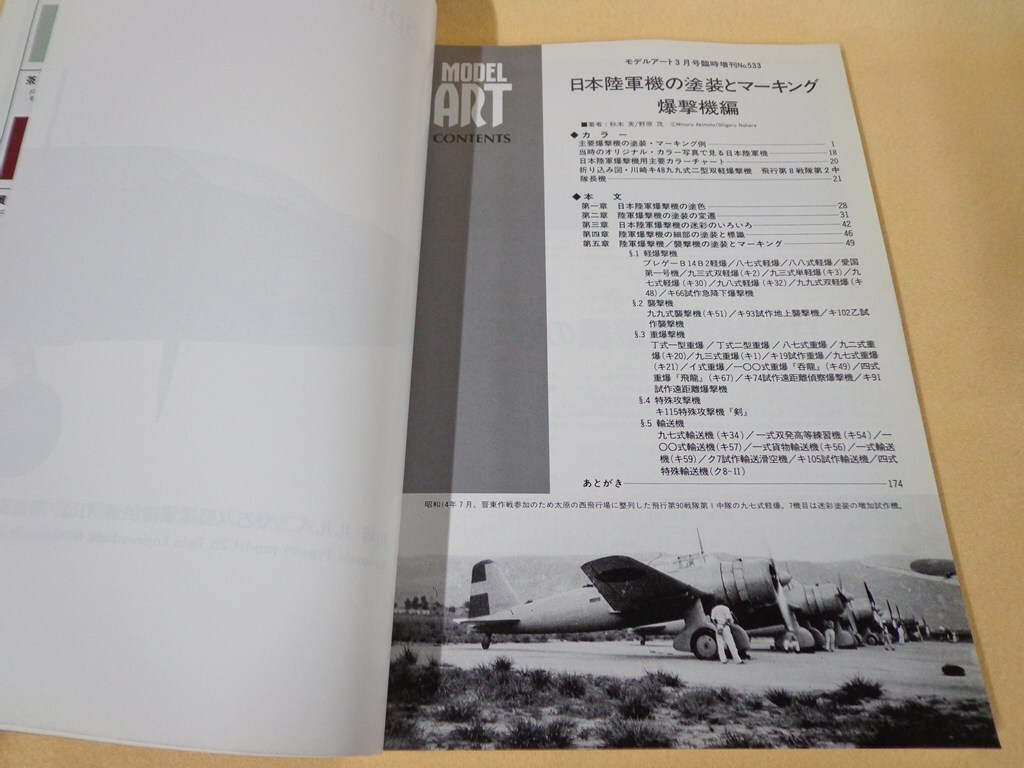 MODEL
ART
CONTENTS
モデルアート3月号臨時増刊No.533
日本陸軍機の塗装とマーキング
爆撃機編
■著者：秋本 実/野原 茂 ©Minoru Akimoto/Shigeru Nohara
◆カ ラ ー
主要爆撃機の塗装・マーキング例 1
当時のオリジナル・カラー写真で見る日本陸軍機 18
日本陸軍爆撃機用主要カラーチャート 20
折り込み図・川崎キ48九九式二型双軽爆撃機 飛行第8戦隊第2中
隊長機 21
◆本 文
第一章 日本陸軍爆撃機の塗色 28
第二章 陸軍爆撃機の塗装の変遷 31
第三章 日本陸軍爆撃機の迷彩のいろいろ 42
第四章 陸軍爆撃機の細部の塗装と標識 46
第五章 陸軍爆撃機／襲撃機の塗装とマーキング 49
§.1 軽爆撃機
ブレゲーB14B2軽爆／八七式軽爆／八八式軽爆／愛国
第一号機／九三式双軽爆(キ2)／九三式単軽爆(キ3)／九
七式軽爆(キ30)／九八式軽爆(キ32)／九九式双軽爆(キ
48)／キ66試作急降下爆撃機
§.2 襲撃機
九九式襲撃機(キ51)／キ93試作地上襲撃機／キ102乙試
作襲撃機
§.3 重爆撃機
丁式一型重爆／丁式二型重爆／八七式重爆／九二式重
爆(キ20)／九三式重爆(キ1)／キ19試作重爆／九七式重爆
(キ21)／イ式重爆／一〇〇式重爆『呑龍』(キ49)／四式
重爆『飛龍』(キ67)／キ74試作遠距離偵察爆撃機／キ91
試作遠距離爆撃機
§.4 特殊攻撃機
キ115特殊攻撃機『剣』
§.5 輸送機
九七式輸送機(キ34)／一式双発高等練習機(キ54)／一
〇〇式輸送機(キ57)／一式貨物輸送機(キ56)／一式輸送
機(キ59)／ク7試作輸送滑空機／キ105試作輸送機／四式
特殊輸送機(ク8-II)
あとがき 174
昭和14年7月、晋東作戦参加のため太原の西飛行場に整列した飛行第90戦隊第1中隊の九七式軽爆。7機目は迷彩塗装の増加試作機。